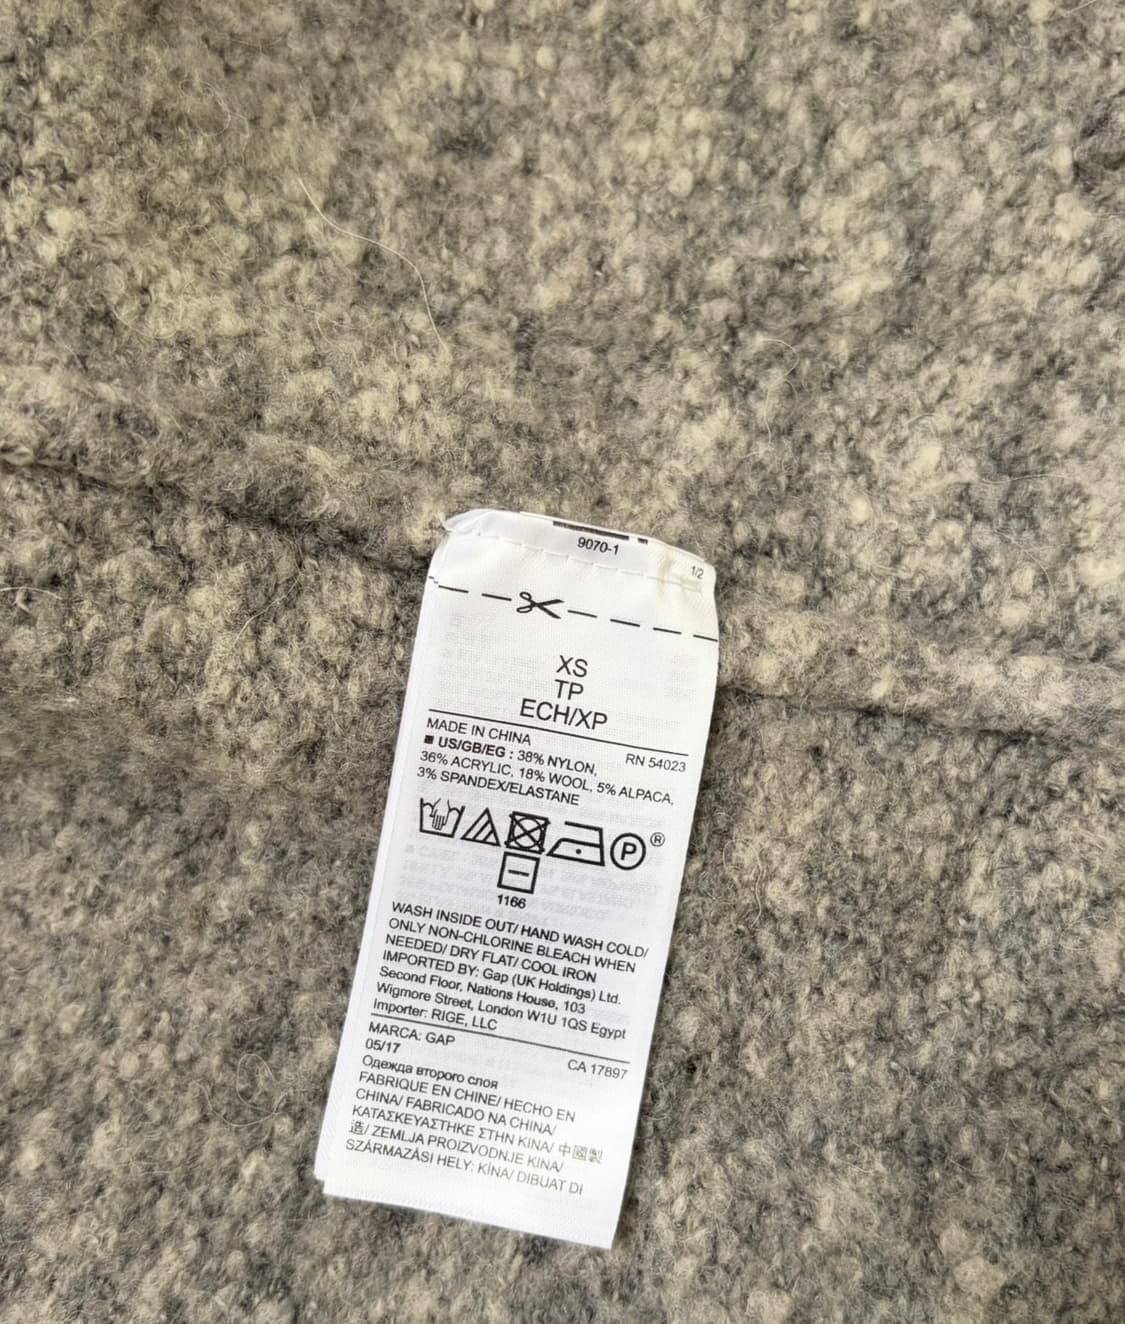 9070-1
1/2
XS
TP
ECH/XP
MADE IN CHINA
RN 54023
US/GB/EG : 38% NYLON,
36% ACRYLIC, 18% WOOL, 5% ALPACA,
3% SPANDEX/ELASTANE
P ®
1166
WASH INSIDE OUT/ HAND WASH COLD/
ONLY NON-CHLORINE BLEACH WHEN
NEEDED/ DRY FLAT/ COOL IRON
IMPORTED BY: Gap (UK Holdings) Ltd.
Second Floor, Nations House, 103
Wigmore Street, London W1U 1QS Egypt
Importer: RIGE, LLC
MARCA: GAP
CA 17897
05/17
Одежда второго слоя
FABRIQUE EN CHINE/ HECHO EN
CHINA/ FABRICADO NA CHINA/
ΚΑΤΑΣΚΕΥΑΣΤΗΚΕ ΣΤΗΝ ΚΙΝΑ/ 中國製
造/ ZEMLJA PROIZVODNJE KINA/
SZÁRMAZÁSI HELY: KÍNA/ DIBUAT DI